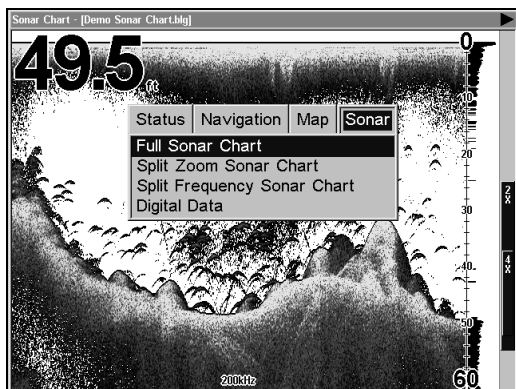 Sonar Chart - [Demo Sonar Chart.blg]
49.5 ft
0
10
Status Navigation Map Sonar
Full Sonar Chart
Split Zoom Sonar Chart
Split Frequency Sonar Chart
Digital Data
20
30
40
50
60
2X
4X
200kHz